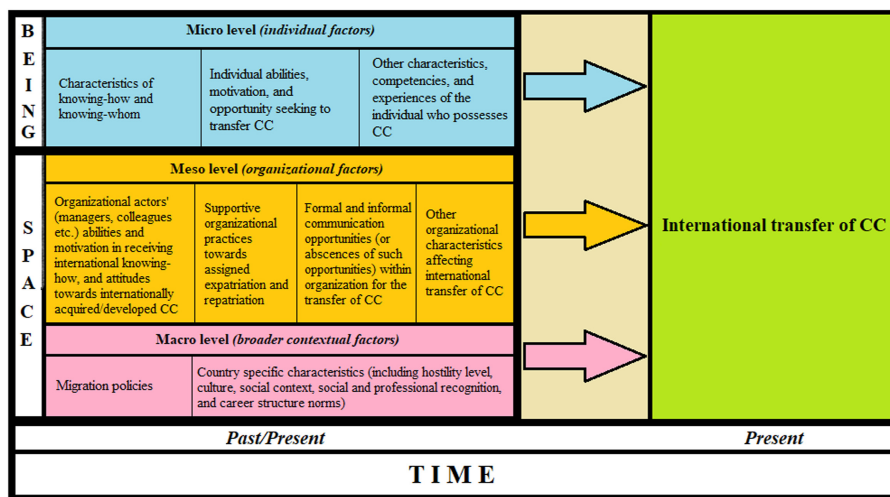 BEING
Micro level (individual factors)
Characteristics of
knowing-how and
knowing-whom
Individual abilities,
motivation, and
opportunity seeking to
transfer CC
Other characteristics,
competencies, and
experiences of the
individual who possesses
CC
SPACE
Meso level (organizational factors)
Organizational actors'
(managers, colleagues
etc.) abilities and
motivation in receiving
international knowing-
how, and attitudes
towards internationally
acquired/developed CC
Supportive
organizational
practices
towards
assigned
expatriation and
repatriation
Formal and informal
communication
opportunities (or
absences of such
opportunities) within
organization for the
transfer of CC
Other
organizational
characteristics
affecting
international
transfer of CC
Macro level (broader contextual factors)
Migration policies
Country specific characteristics (including hostility level,
culture, social context, social and professional recognition,
and career structure norms)
International transfer of CC
Past/Present
Present
TIME